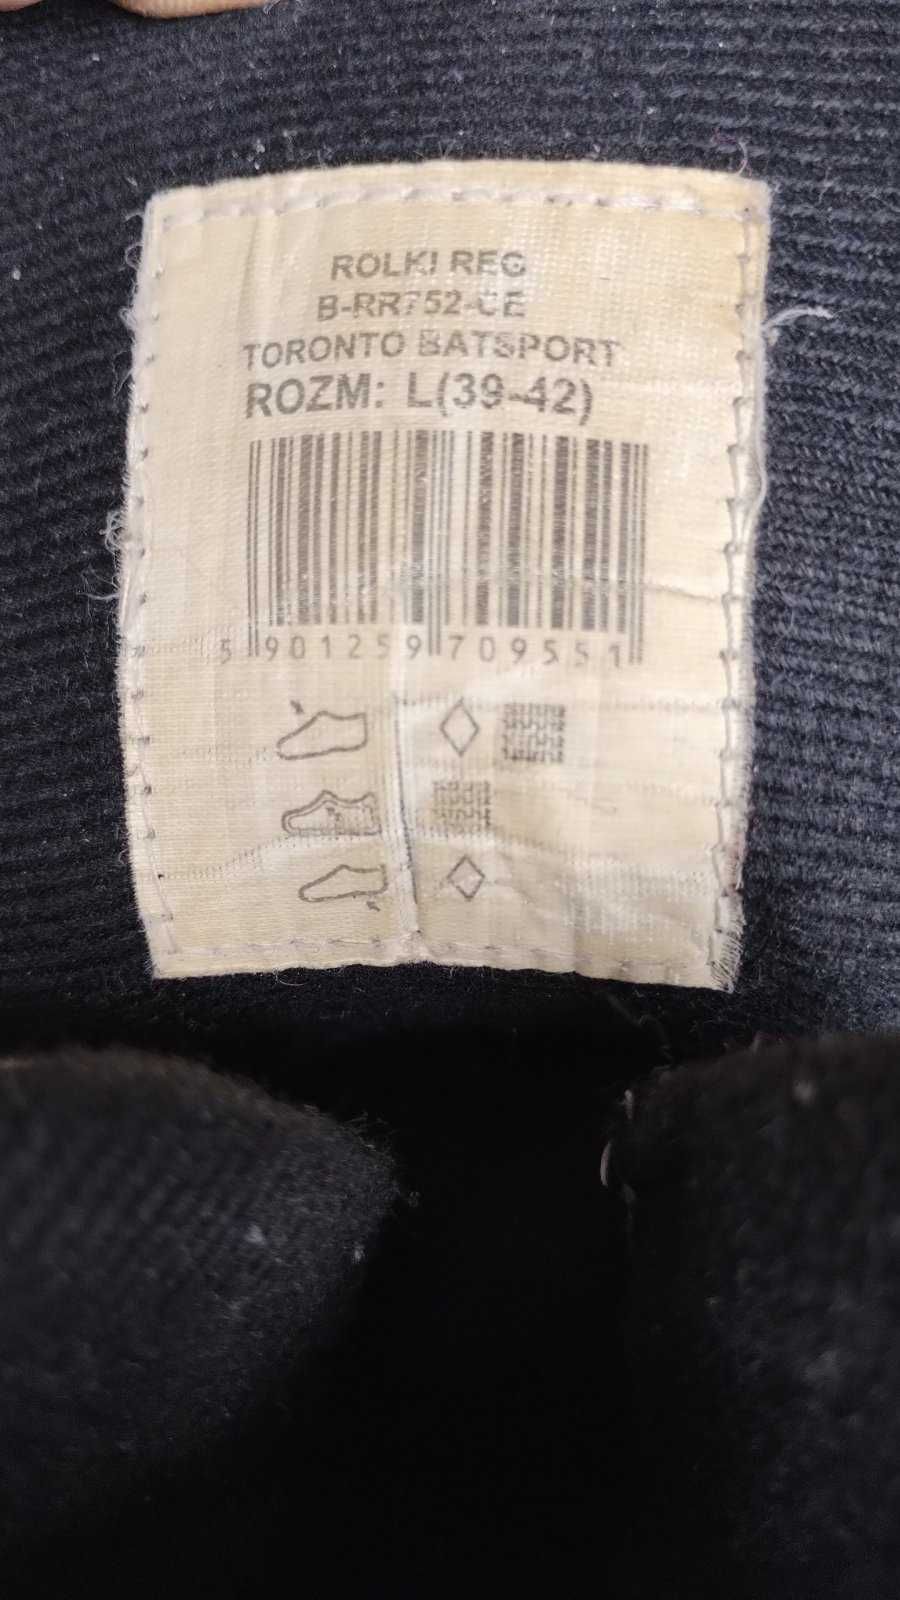 ROLKI REG
B-RR752-CE
TORONTO BATSPORT
ROZM: L(39-42)
5 901259 709551